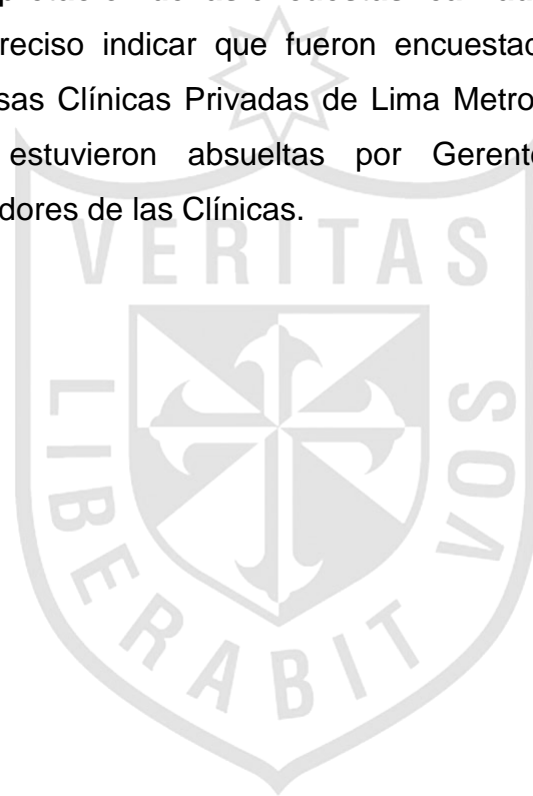 reciso indicar que fueron encuestad
sas Clínicas Privadas de Lima Metro
estuvieron absueltas por Gerent
dores de las Clínicas.
VERITAS
LIBERABIT
VOS